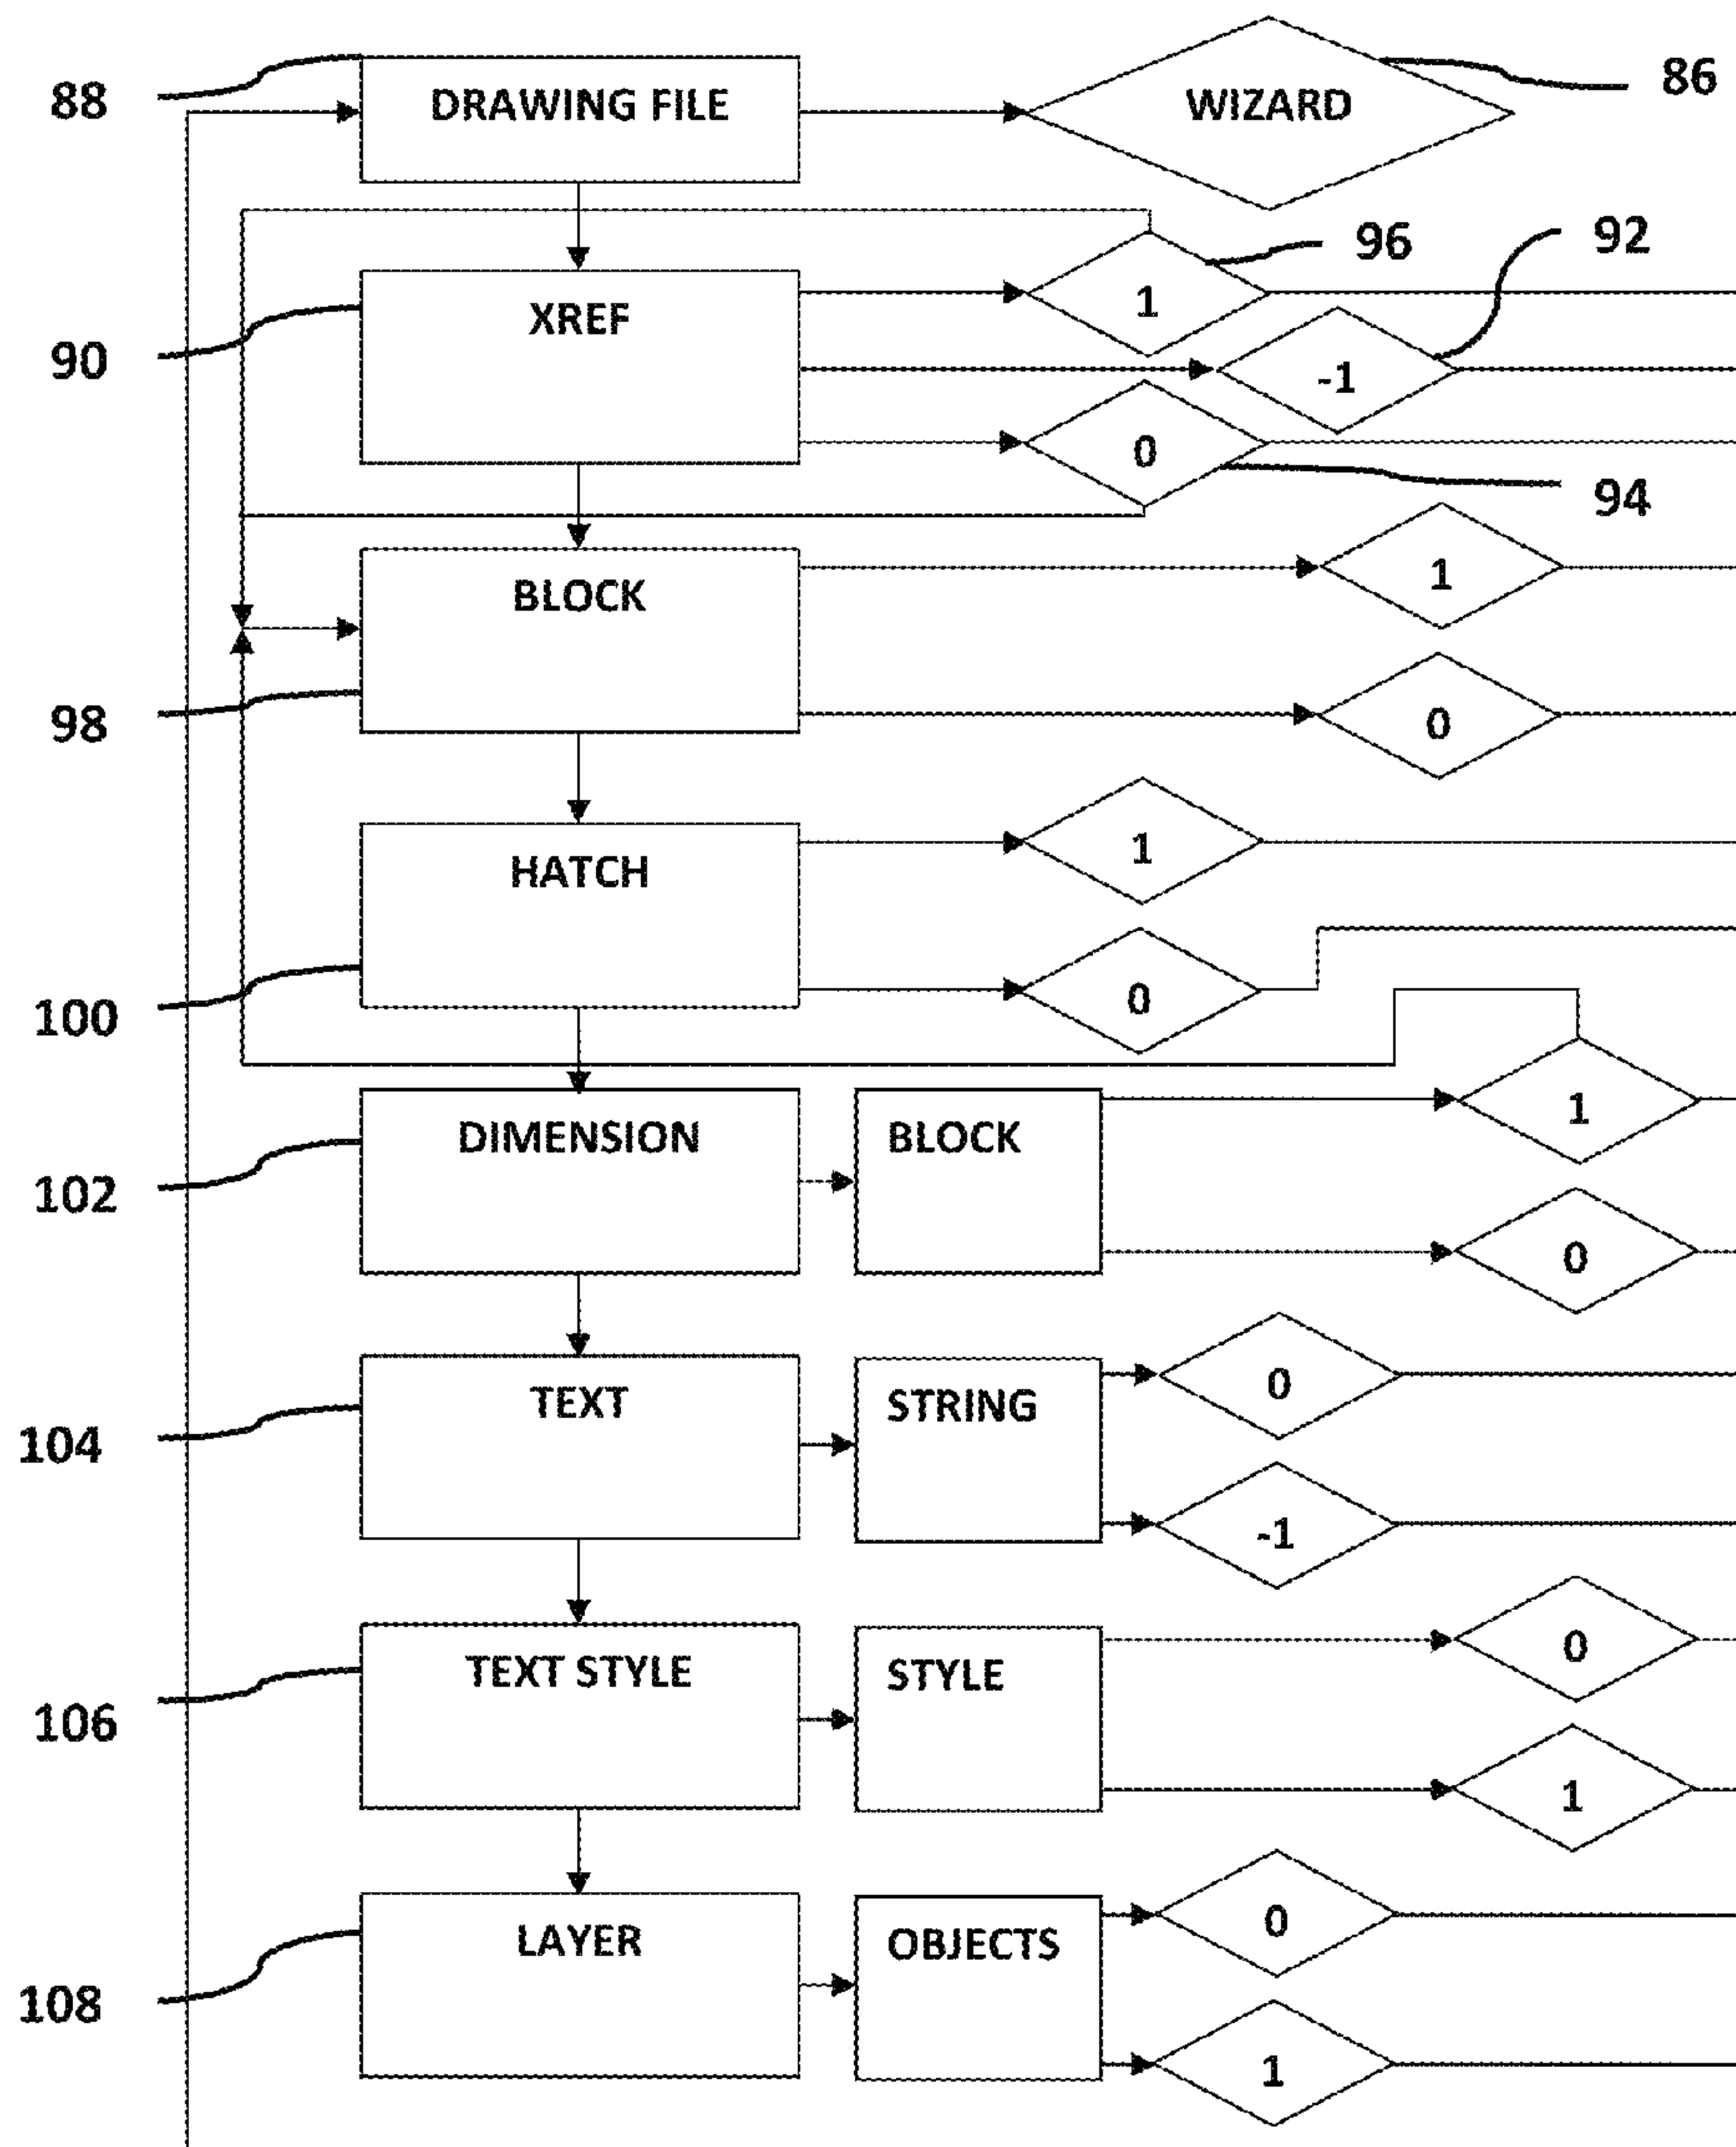 88
DRAWING FILE
WIZARD
86
96
92
90
XREF
1
-1
0
94
98
BLOCK
1
0
100
HATCH
1
0
102
DIMENSION
BLOCK
1
0
104
TEXT
STRING
0
-1
106
TEXT STYLE
STYLE
0
1
108
LAYER
OBJECTS
0
1